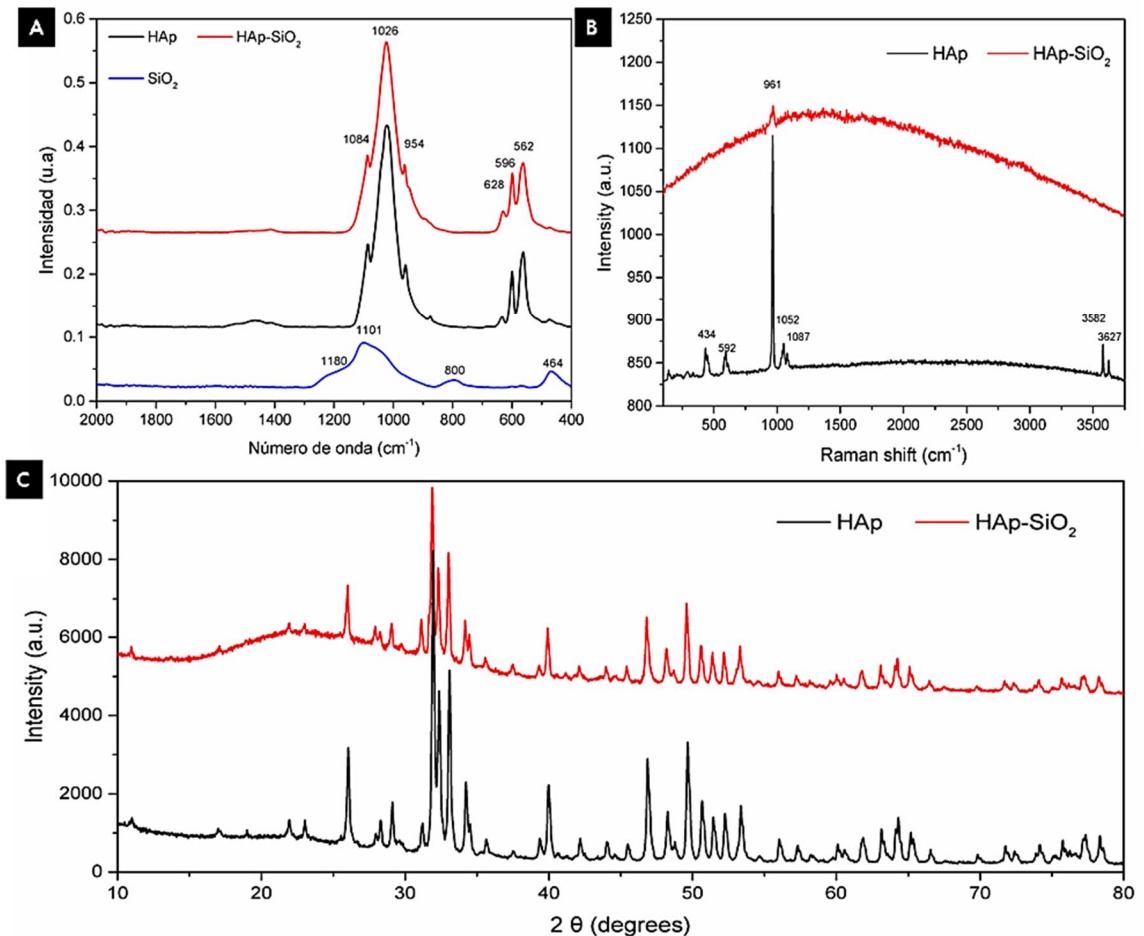 A
HAp
HAp-SiO₂
SiO₂
1026
1084
954
628
596
562
1180
1101
800
464
0.6
0.5
0.4
0.3
0.2
0.1
0.0
Intensidad (u.a)
2000 1800 1600 1400 1200 1000 800 600 400
Número de onda (cm⁻¹)
B
HAp
HAp-SiO₂
961
434
592
1052
1087
3582
3627
1250
1200
1150
1100
1050
1000
950
900
850
800
Intensity (a.u.)
500 1000 1500 2000 2500 3000 3500
Raman shift (cm⁻¹)
C
HAp
HAp-SiO₂
10000
8000
6000
4000
2000
0
Intensity (a.u.)
10 20 30 40 50 60 70 80
2 θ (degrees)